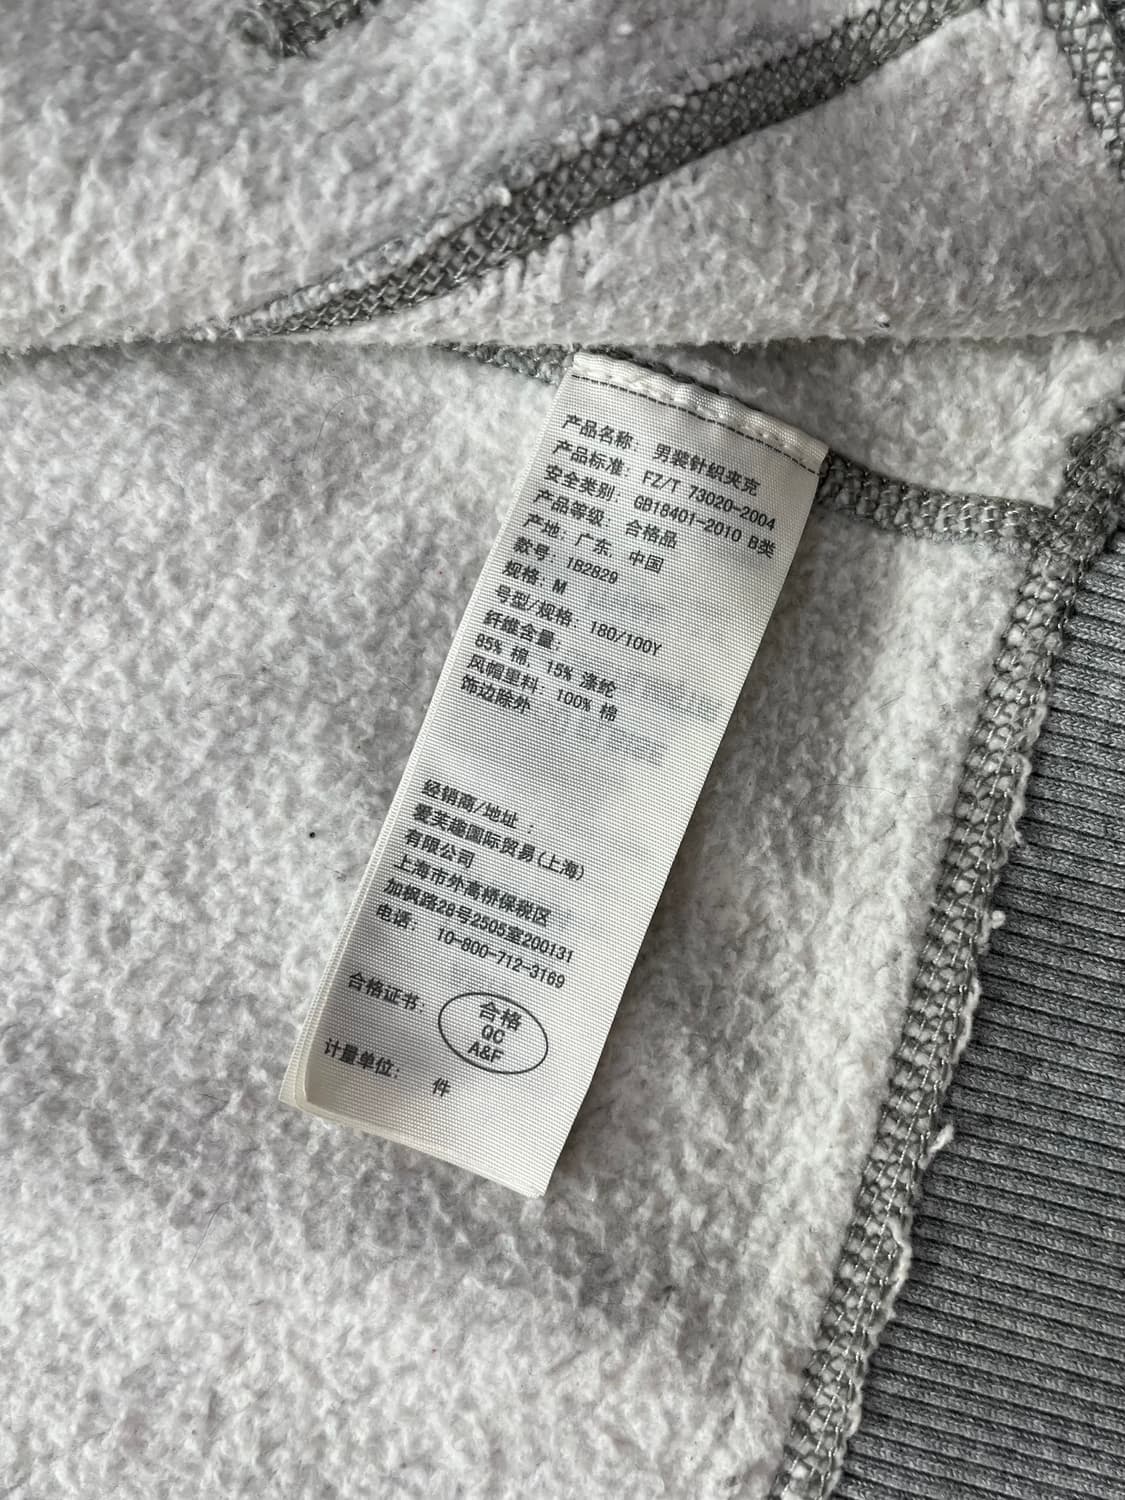 产品名称: 男装针织夹克
产品标准: FZ/T 73020-2004
安全类别: GB18401-2010 B类
产品等级: 合格品
产地: 广东, 中国
款号: 1B2829
规格: M
号型/规格: 180/100Y
纤维含量:
85% 棉, 15% 涤纶
风帽里料: 100% 棉
饰边除外
经销商/地址 :
爱芙趣国际贸易(上海)
有限公司
上海市外高桥保税区
加枫路28号2505室200131
电话: 10-800-712-3169
合格证书: 合格
QC
A&F
计量单位: 件